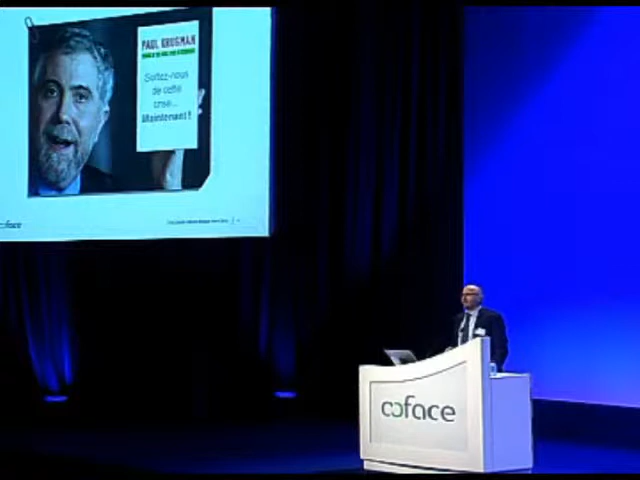 PAUL KRUGMAN
Sortez-nous
de cette
crise...
Maintenant !
coface
coface